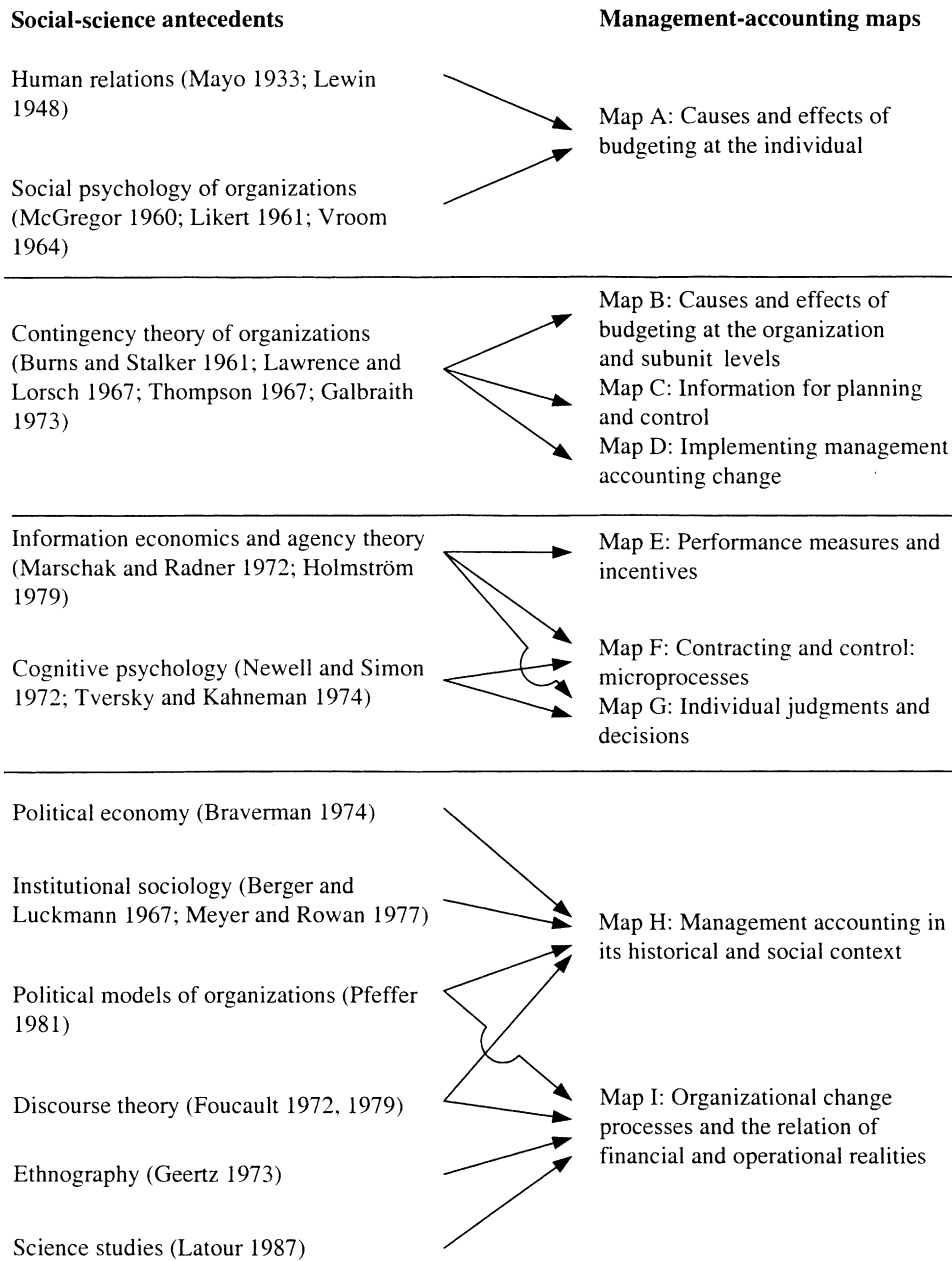 Social-science antecedents
Management-accounting maps
Human relations (Mayo 1933; Lewin
1948)
Map A: Causes and effects of
budgeting at the individual
Social psychology of organizations
(McGregor 1960; Likert 1961; Vroom
1964)
Contingency theory of organizations
(Burns and Stalker 1961; Lawrence and
Lorsch 1967; Thompson 1967; Galbraith
1973)
Map B: Causes and effects of
budgeting at the organization
and subunit levels
Map C: Information for planning
and control
Map D: Implementing management
accounting change
Information economics and agency theory
(Marschak and Radner 1972; Holmström
1979)
Map E: Performance measures and
incentives
Cognitive psychology (Newell and Simon
1972; Tversky and Kahneman 1974)
Map F: Contracting and control:
microprocesses
Map G: Individual judgments and
decisions
Political economy (Braverman 1974)
Institutional sociology (Berger and
Luckmann 1967; Meyer and Rowan 1977)
Map H: Management accounting in
its historical and social context
Political models of organizations (Pfeffer
1981)
Discourse theory (Foucault 1972, 1979)
Map I: Organizational change
processes and the relation of
financial and operational realities
Ethnography (Geertz 1973)
Science studies (Latour 1987)